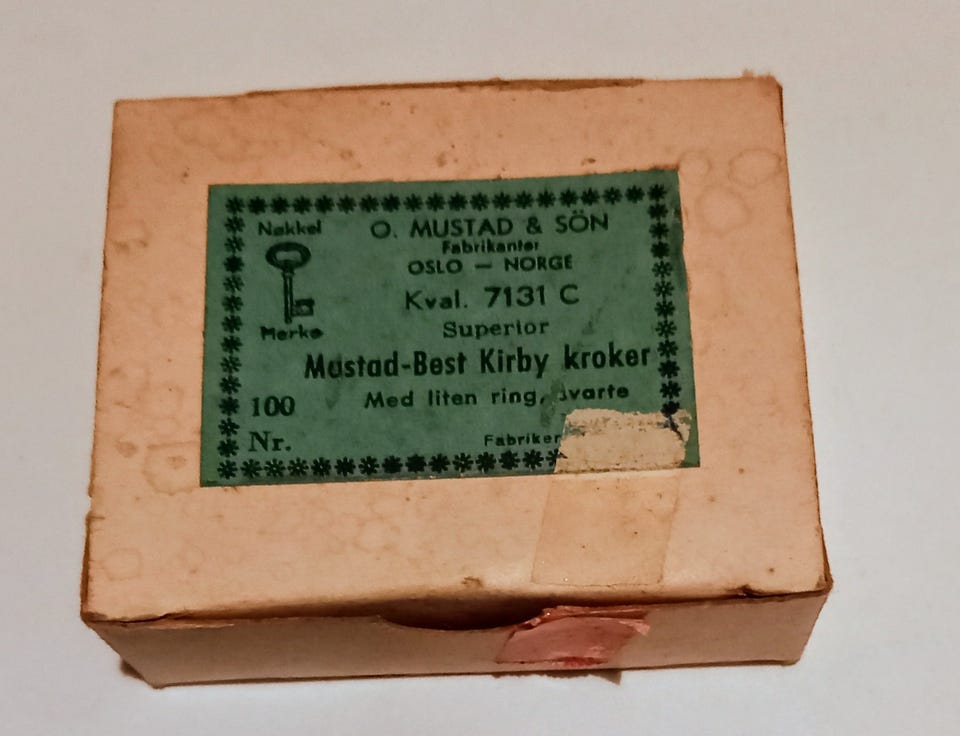 Nøkkel
Merke
O. MUSTAD & SÖN
Fabrikanter
OSLO — NORGE
Kval. 7131 C
Superior
Mustad-Best Kirby kroker
Med liten ring, svarte
100
Nr.